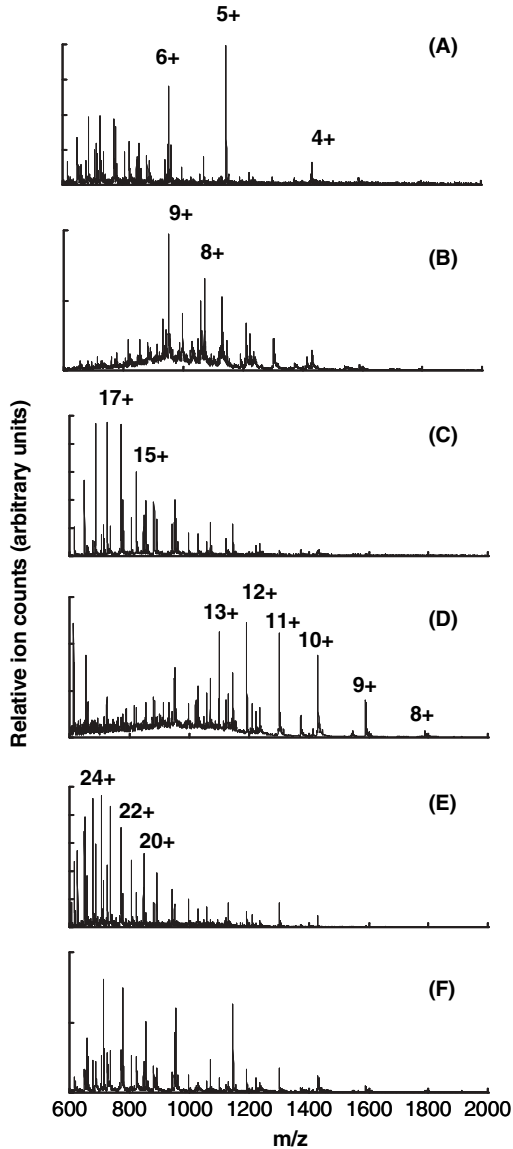 5+
(A)
6+
4+
9+
(B)
8+
17+
(C)
15+
12+
(D)
13+
11+
10+
9+
8+
24+
(E)
22+
20+
(F)
Relative ion counts (arbitrary units)
600 800 1000 1200 1400 1600 1800 2000
m/z